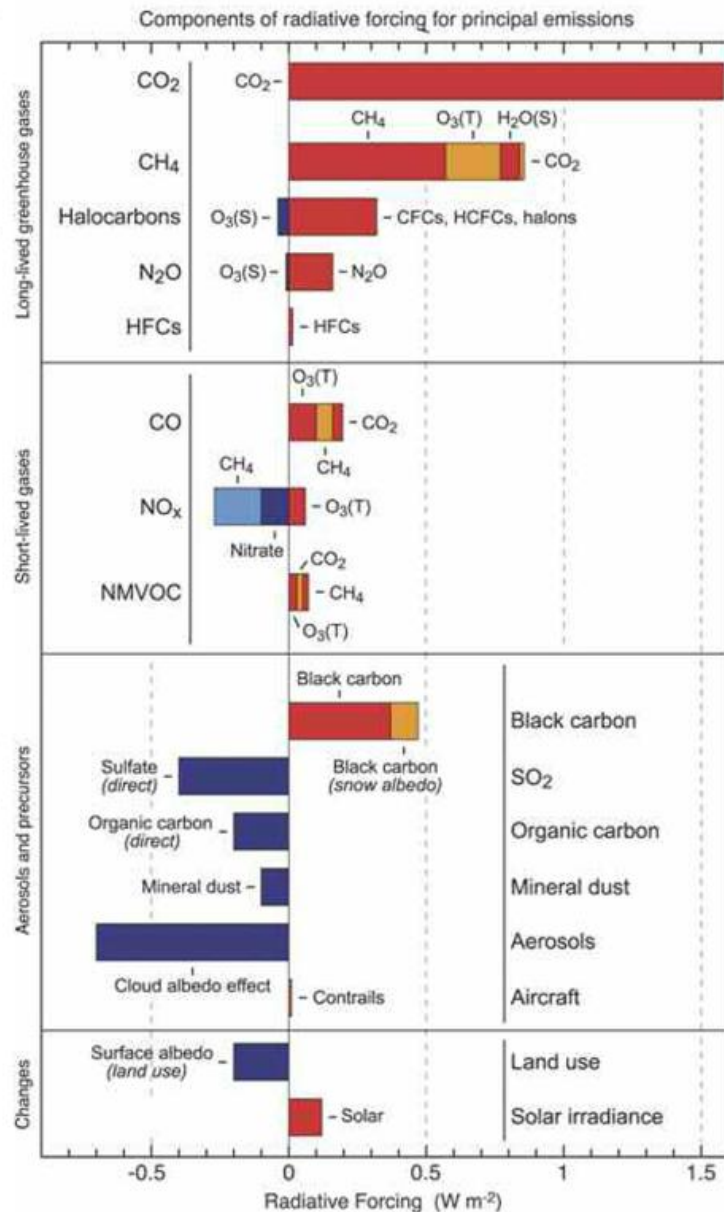 Components of radiative forcing for principal emissions
Long-lived greenhouse gases
CO₂
CO₂
CH₄
O₃(T)
H₂O(S)
CH₄
CO₂
Halocarbons
O₃(S)
CFCs, HCFCs, halons
N₂O
O₃(S)
N₂O
HFCs
HFCs
Short-lived gases
O₃(T)
CO
CO₂
CH₄
CH₄
NOₓ
O₃(T)
Nitrate
CO₂
NMVOC
CH₄
O₃(T)
Aerosols and precursors
Black carbon
Black carbon
Black carbon
(snow albedo)
Sulfate
(direct)
SO₂
Organic carbon
(direct)
Organic carbon
Mineral dust
Mineral dust
Aerosols
Cloud albedo effect
Contrails
Aircraft
Changes
Surface albedo
(land use)
Land use
Solar
Solar irradiance
-0.5 0 0.5 1 1.5
Radiative Forcing (W m⁻²)